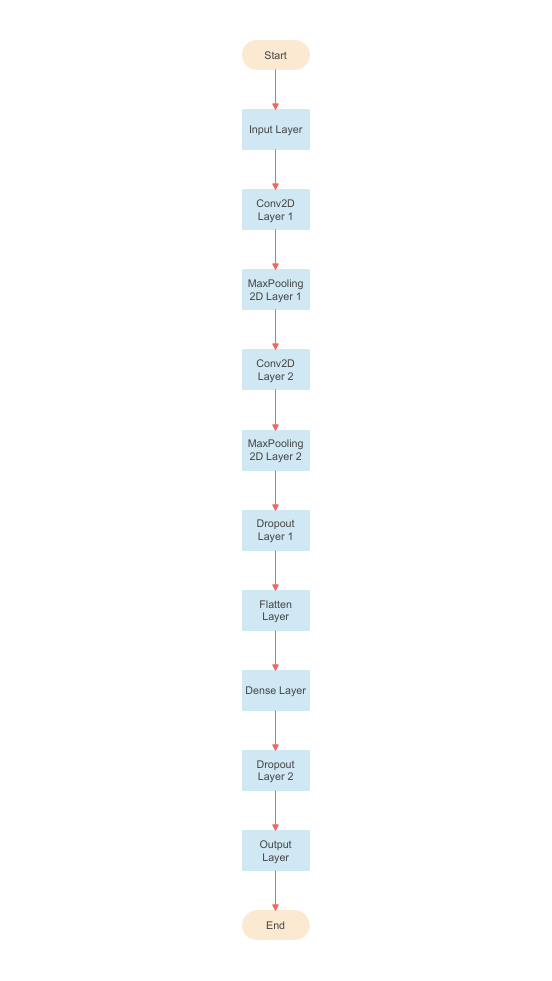 Start
Input Layer
Conv2D
Layer 1
MaxPooling
2D Layer 1
Conv2D
Layer 2
MaxPooling
2D Layer 2
Dropout
Layer 1
Flatten
Layer
Dense Layer
Dropout
Layer 2
Output
Layer
End